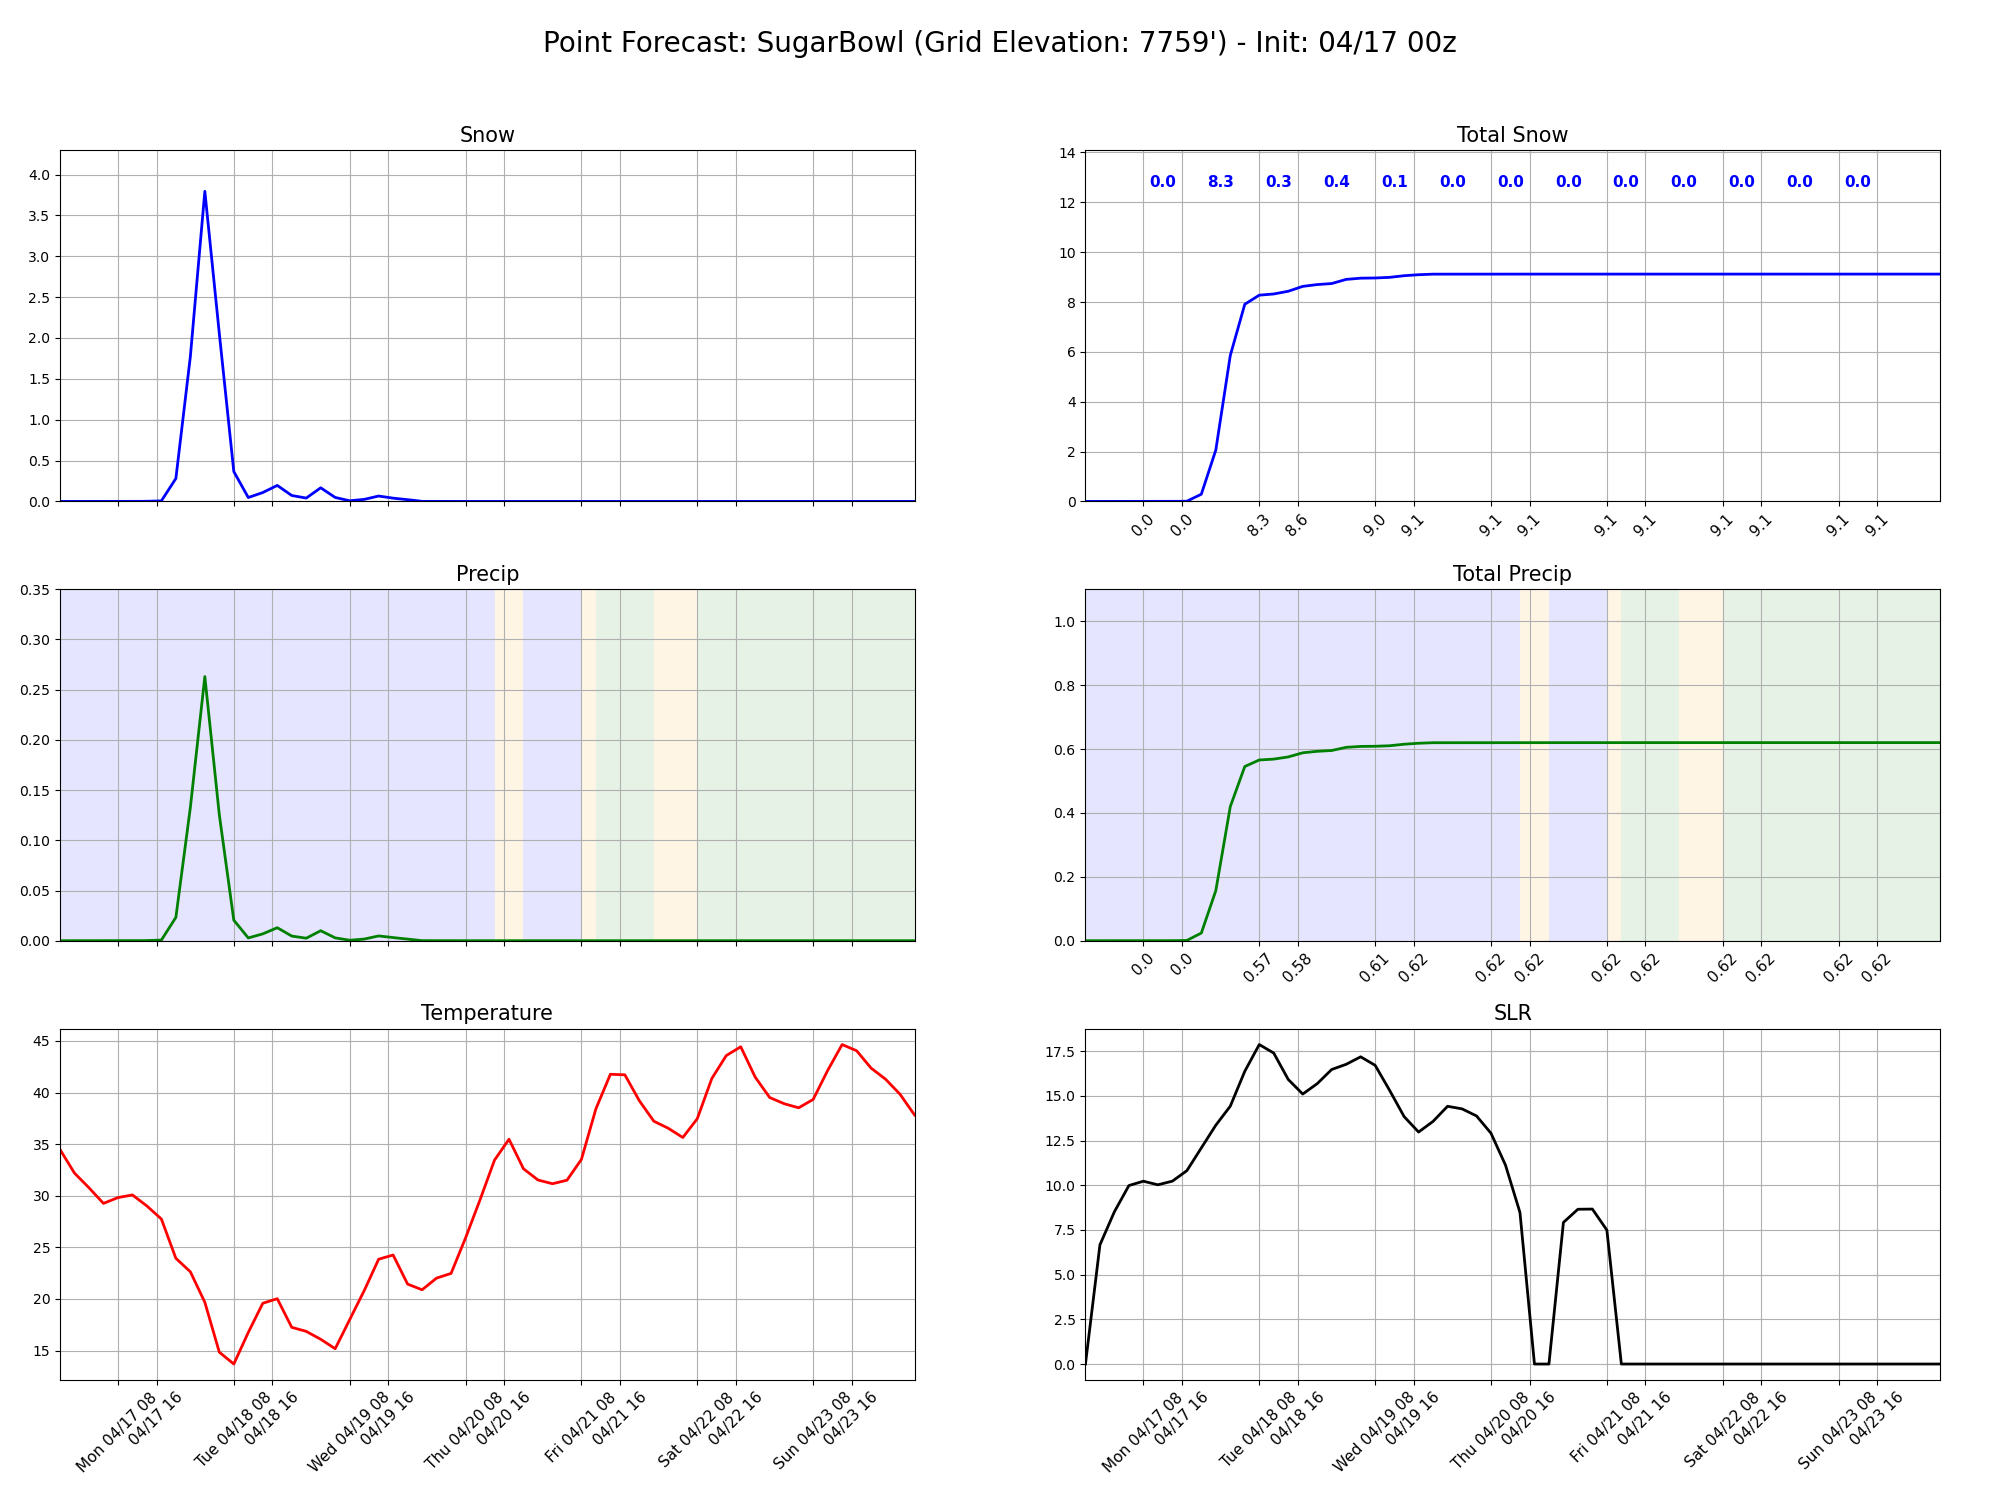 Point Forecast: SugarBowl (Grid Elevation: 7759') - Init: 04/17 00z
Snow
4.0
3.5
3.0
2.5
2.0
1.5
1.0
0.5
0.0
Total Snow
14
12
10
8
6
4
2
0
0.0 8.3 0.3 0.4 0.1 0.0 0.0 0.0 0.0 0.0 0.0 0.0 0.0
0.0 0.0 8.3 8.6 9.0 9.1 9.1 9.1 9.1 9.1 9.1 9.1 9.1 9.1
Precip
0.35
0.30
0.25
0.20
0.15
0.10
0.05
0.00
Total Precip
1.0
0.8
0.6
0.4
0.2
0.0
0.0 0.0 0.57 0.58 0.61 0.62 0.62 0.62 0.62 0.62 0.62 0.62 0.62 0.62
Temperature
45
40
35
30
25
20
15
Mon 04/17 08
04/17 16
Tue 04/18 08
04/18 16
Wed 04/19 08
04/19 16
Thu 04/20 08
04/20 16
Fri 04/21 08
04/21 16
Sat 04/22 08
04/22 16
Sun 04/23 08
04/23 16
SLR
17.5
15.0
12.5
10.0
7.5
5.0
2.5
0.0
Mon 04/17 08
04/17 16
Tue 04/18 08
04/18 16
Wed 04/19 08
04/19 16
Thu 04/20 08
04/20 16
Fri 04/21 08
04/21 16
Sat 04/22 08
04/22 16
Sun 04/23 08
04/23 16